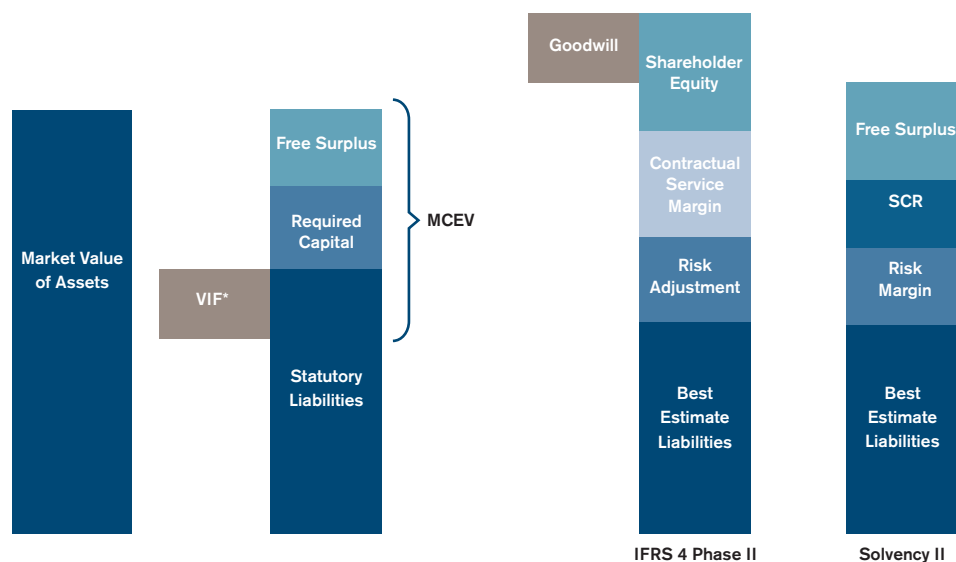 Market Value
of Assets
VIF*
Free Surplus
Required
Capital
Statutory
Liabilities
MCEV
Goodwill
Shareholder
Equity
Contractual
Service
Margin
Risk
Adjustment
Best
Estimate
Liabilities
IFRS 4 Phase II
Free Surplus
SCR
Risk
Margin
Best
Estimate
Liabilities
Solvency II